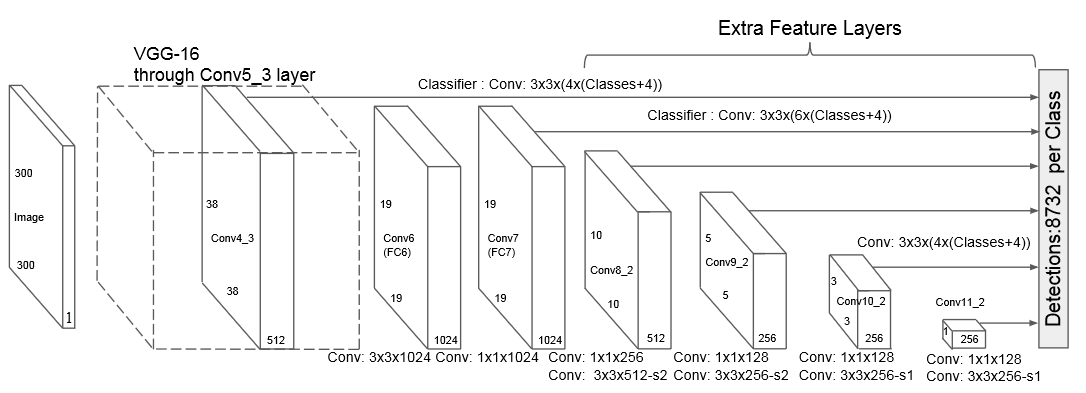 Extra Feature Layers
VGG-16
through Conv5_3 layer
Classifier : Conv: 3x3x(4x(Classes+4))
Classifier : Conv: 3x3x(6x(Classes+4))
300
Image
300
1
38
Conv4_3
38
512
19
Conv6
(FC6)
19
1024
19
Conv7
(FC7)
19
1024
10
Conv8_2
10
512
5
Conv9_2
5
256
Conv: 3x3x(4x(Classes+4))
3
Conv10_2
3
256
Conv11_2
1
256
Detections:8732 per Class
Conv: 3x3x1024
Conv: 1x1x1024
Conv: 1x1x256
Conv: 3x3x512-s2
Conv: 1x1x128
Conv: 3x3x256-s2
Conv: 1x1x128
Conv: 3x3x256-s1
Conv: 1x1x128
Conv: 3x3x256-s1